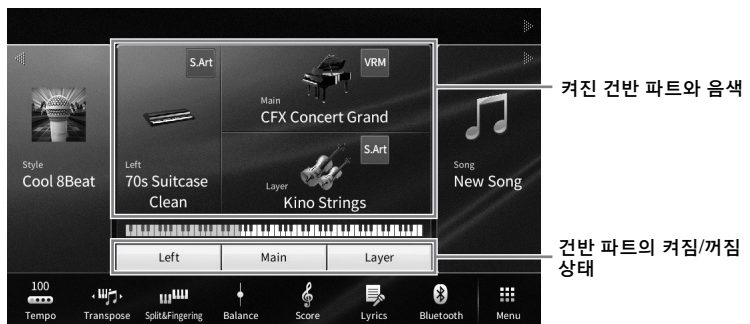 S.Art
VRM
Main
CFX Concert Grand
켜진 건반 파트와 음색
S.Art
Style
Cool 8Beat
Left
70s Suitcase
Clean
Layer
Kino Strings
Song
New Song
Left
Main
Layer
건반 파트의 켜짐/꺼짐
상태
100
Tempo
Transpose
Split&Fingering
Balance
Score
Lyrics
Bluetooth
Menu